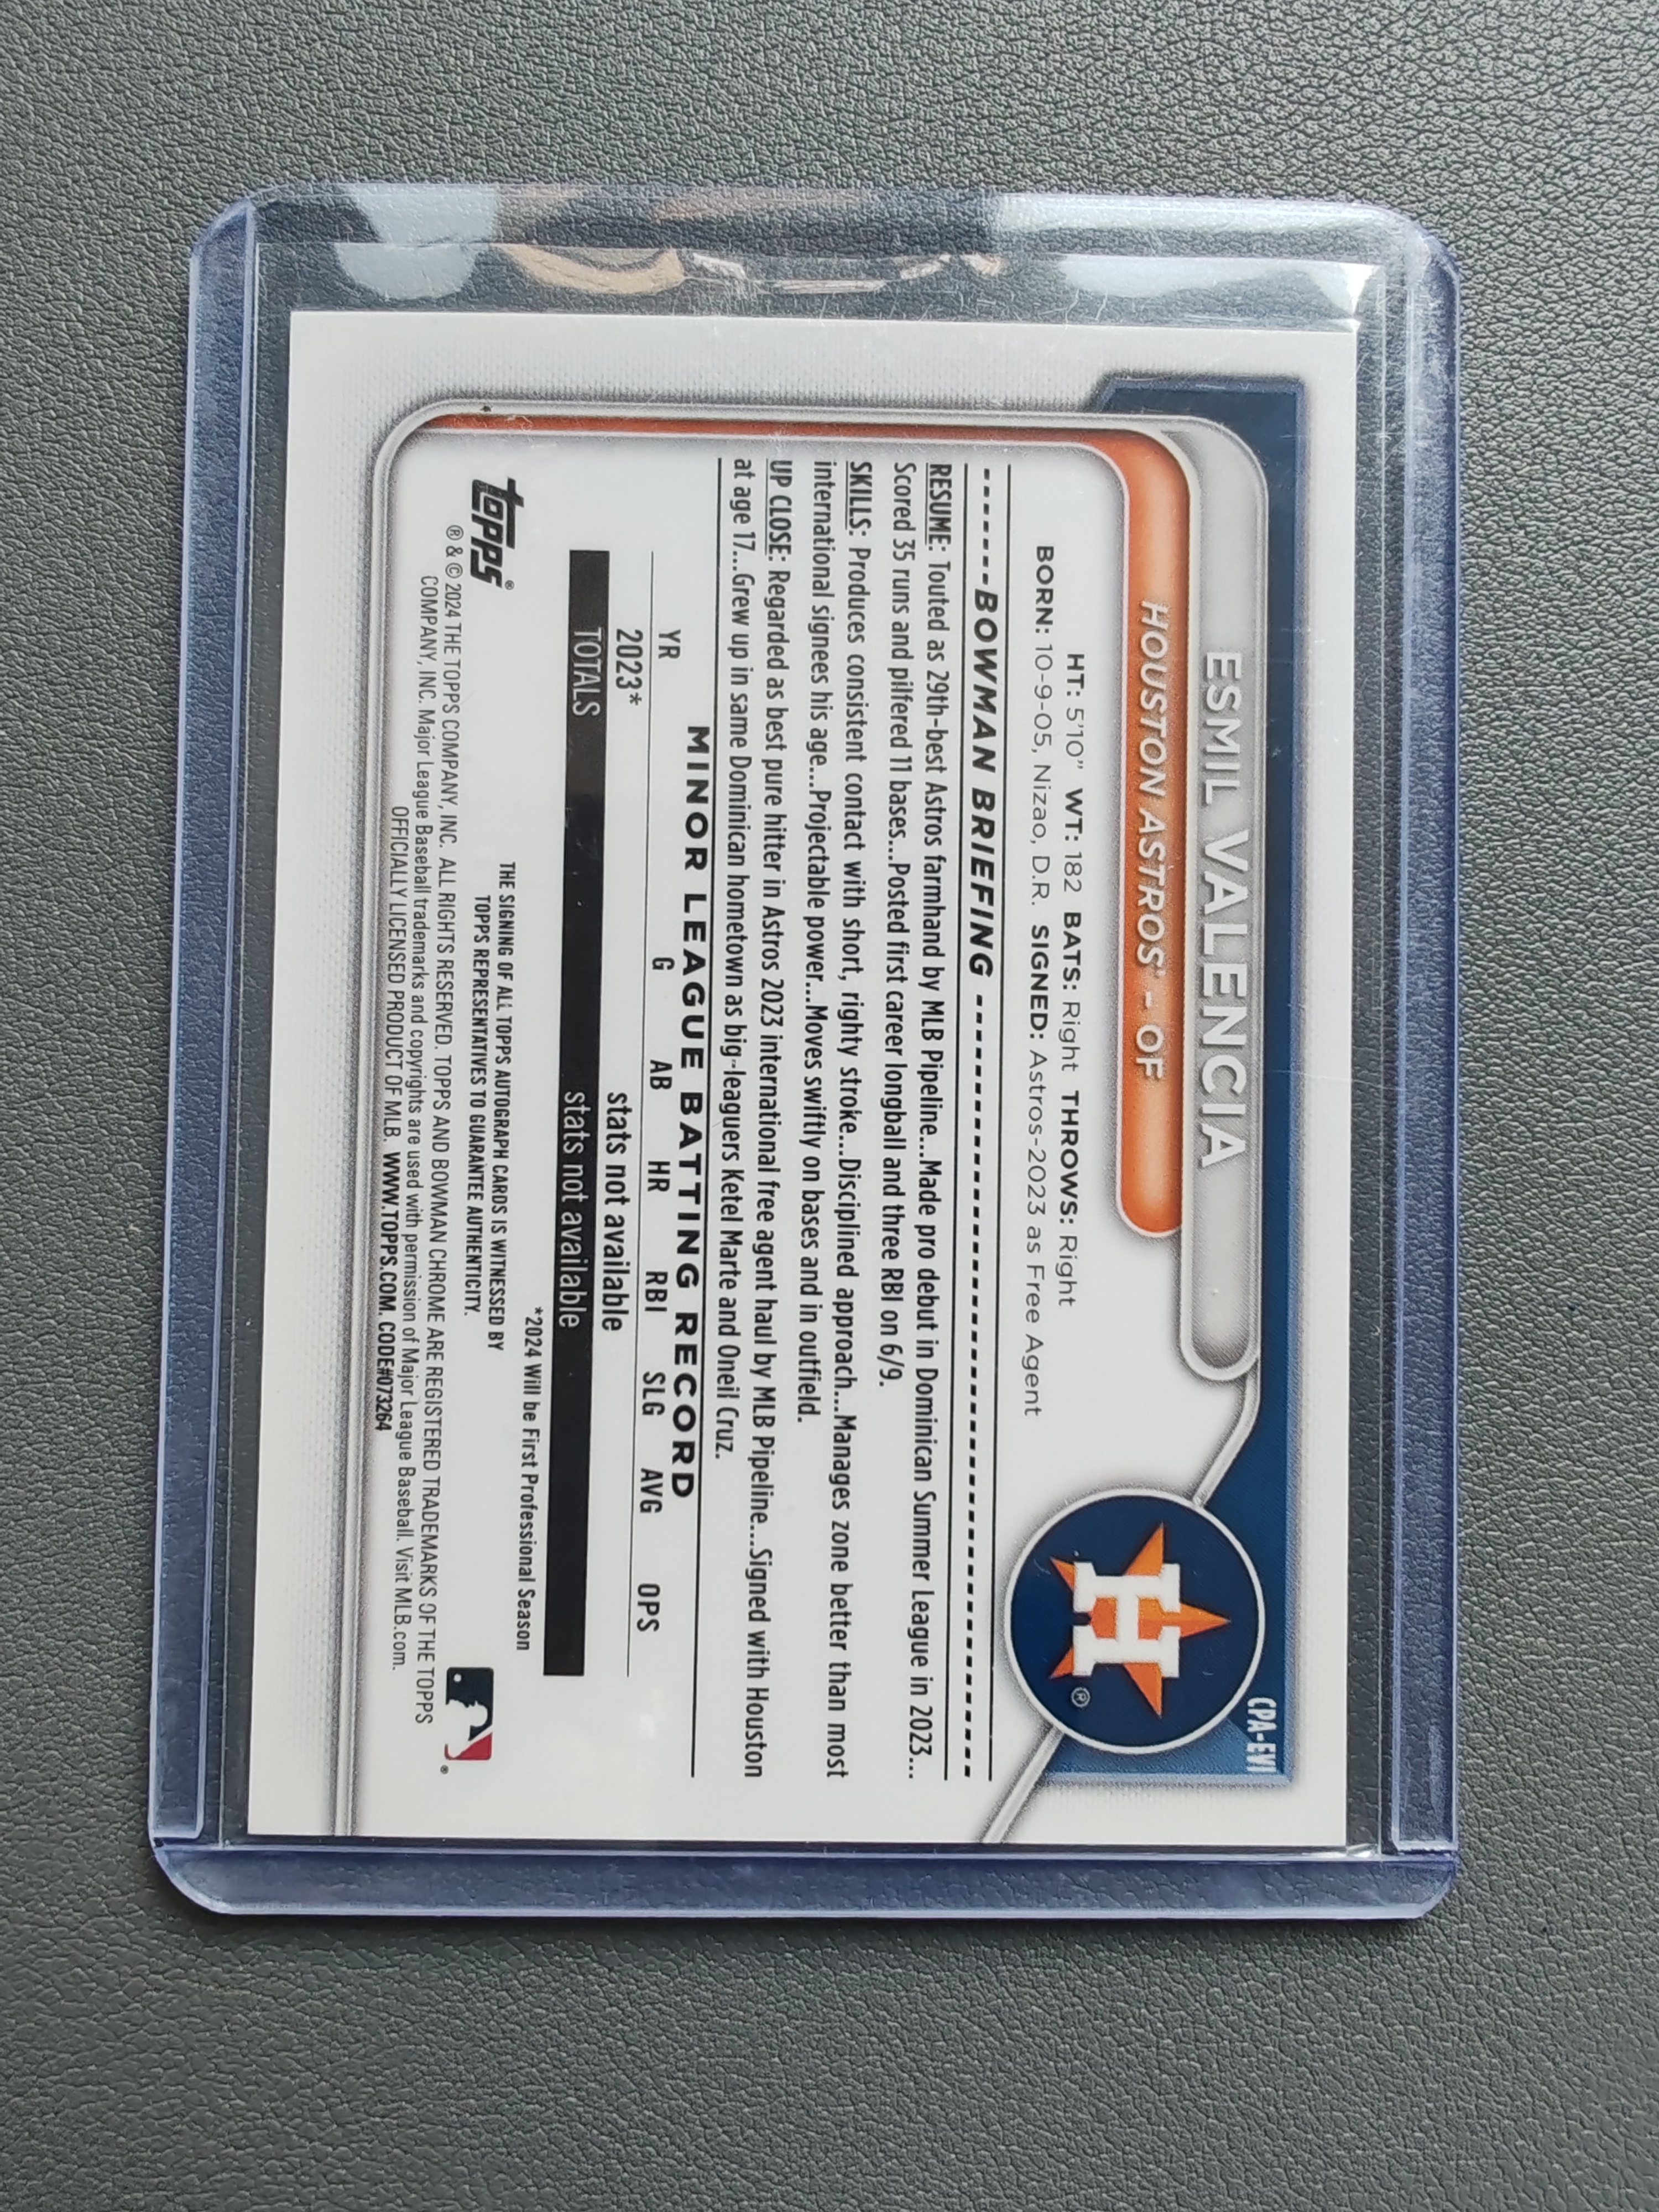 CPA-EVI
ESMIL VALENCIA
HOUSTON ASTROS® - OF
HT: 5'10" WT: 182 BATS: Right THROWS: Right
BORN: 10-9-05, Nizao, D.R. SIGNED: Astros-2023 as Free Agent
BOWMAN BRIEFING
RESUME: Touted as 29th-best Astros farmhand by MLB Pipeline...Made pro debut in Dominican Summer League in 2023...
Scored 35 runs and pilfered 11 bases...Posted first career longball and three RBI on 6/9.
SKILLS: Produces consistent contact with short, righty stroke...Disciplined approach...Manages zone better than most
international signees his age...Projectable power...Moves swiftly on bases and in outfield.
UP CLOSE: Regarded as best pure hitter in Astros 2023 international free agent haul by MLB Pipeline...Signed with Houston
at age 17...Grew up in same Dominican hometown as big-leaguers Ketel Marte and Oneil Cruz.
MINOR LEAGUE BATTING RECORD
YR G AB HR RBI SLG AVG OPS
2023* stats not available
TOTALS stats not available
*2024 Will be First Professional Season
THE SIGNING OF ALL TOPPS AUTOGRAPH CARDS IS WITNESSED BY
TOPPS REPRESENTATIVES TO GUARANTEE AUTHENTICITY.
topps®
® & © 2024 THE TOPPS COMPANY, INC. ALL RIGHTS RESERVED. TOPPS AND BOWMAN CHROME ARE REGISTERED TRADEMARKS OF THE TOPPS
COMPANY, INC. Major League Baseball trademarks and copyrights are used with permission of Major League Baseball. Visit MLB.com.
OFFICIALLY LICENSED PRODUCT OF MLB. WWW.TOPPS.COM. CODE#073264